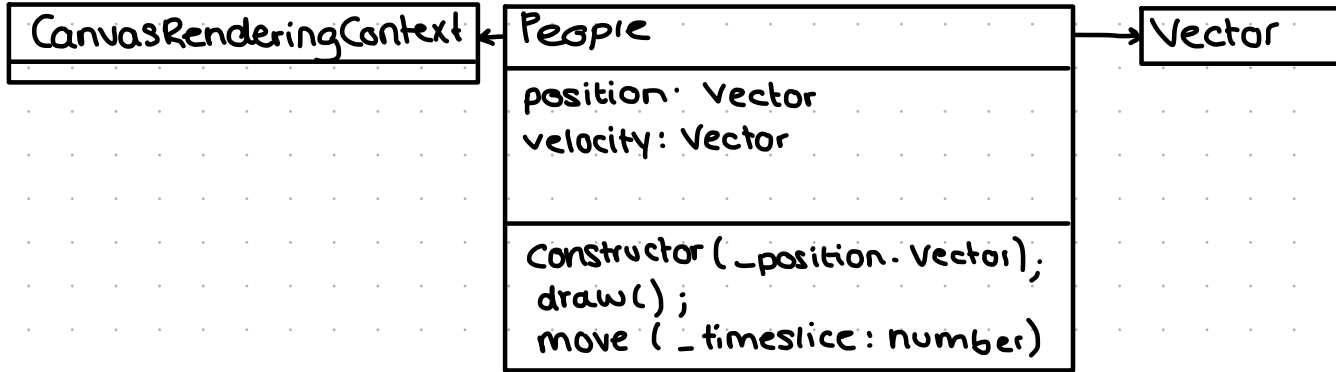 CanvasRenderingContext
People
Vector
position: Vector
velocity: Vector
constructor (_position: Vector);
draw();
move (_timeslice: number)